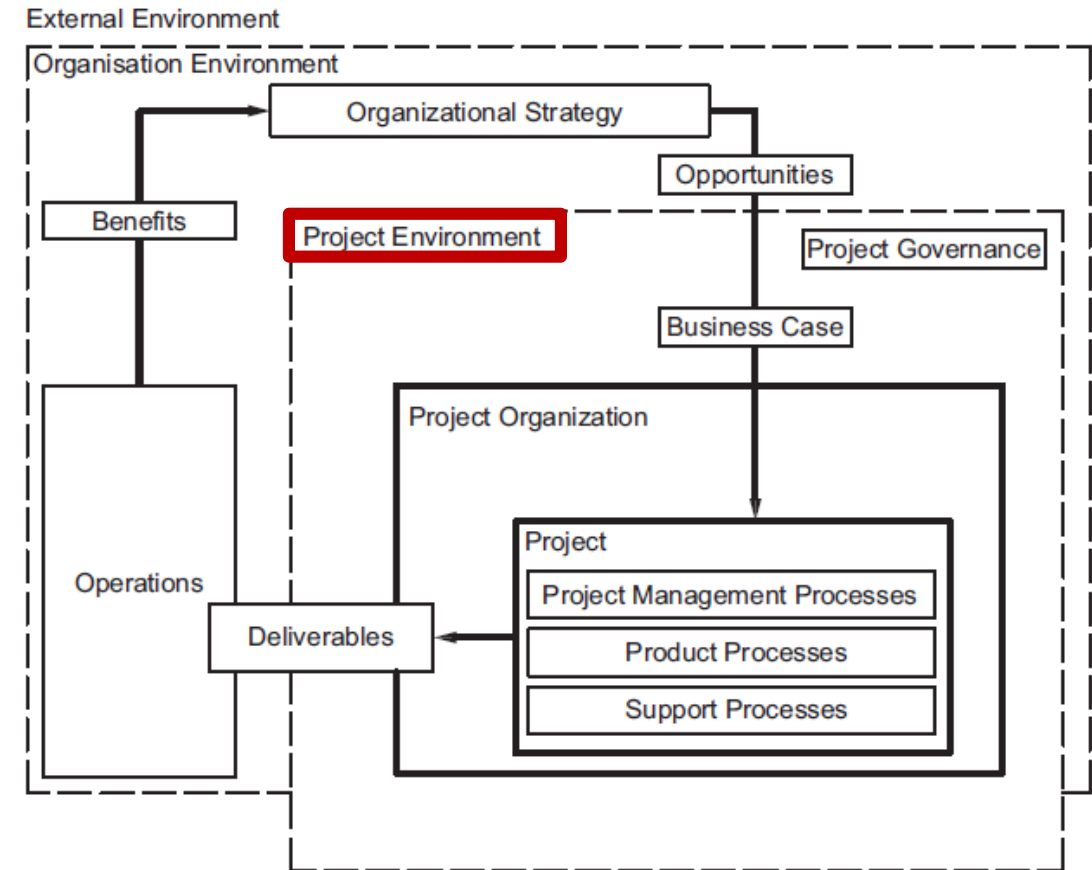 External Environment
Organisation Environment
Organizational Strategy
Opportunities
Benefits
Project Environment
Project Governance
Business Case
Project Organization
Project
Operations
Project Management Processes
Deliverables
Product Processes
Support Processes